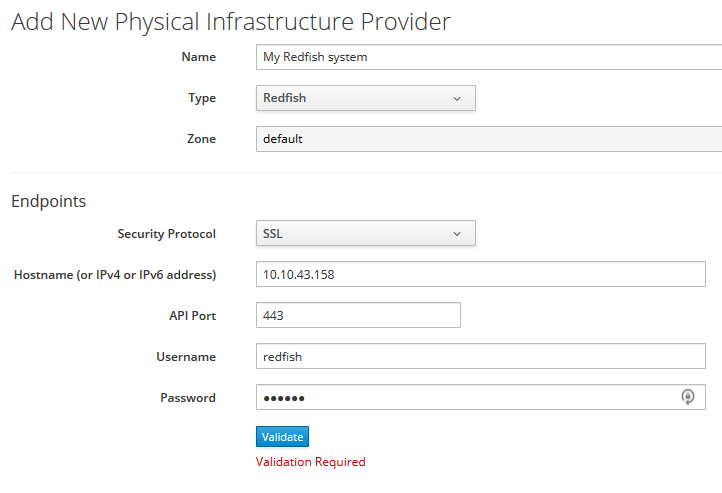 Add New Physical Infrastructure Provider
Name My Redfish system
Type Redfish
Zone default
Endpoints
Security Protocol SSL
Hostname (or IPv4 or IPv6 address) 10.10.43.158
API Port 443
Username redfish
Password ●●●●●●
Validate
Validation Required